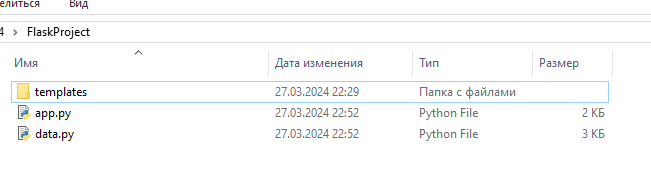 елиться Вид
4 FlaskProject
Имя Дата изменения Тип Размер
templates 27.03.2024 22:29 Папка с файлами
app.py 27.03.2024 22:52 Python File 2 КБ
data.py 27.03.2024 22:52 Python File 3 КБ